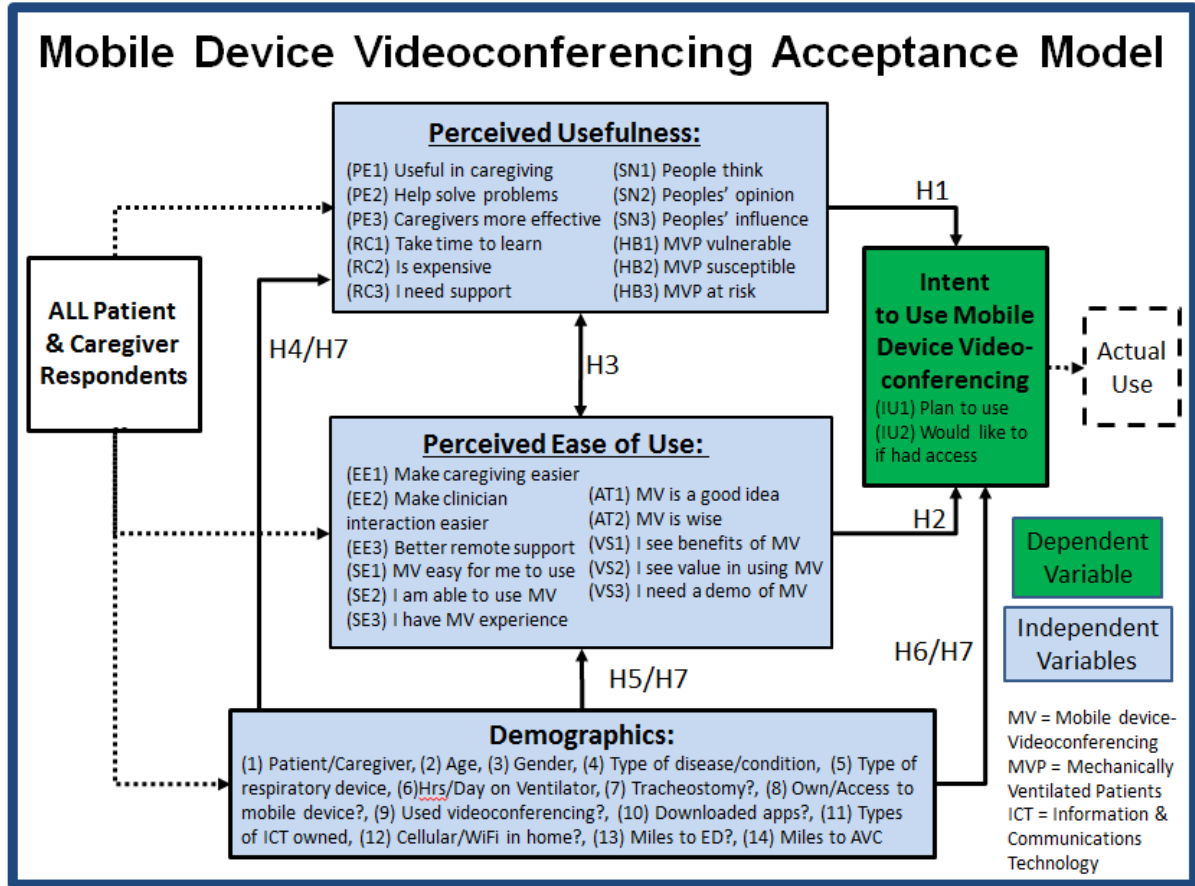 Mobile Device Videoconferencing Acceptance Model
Perceived Usefulness:
(PE1) Useful in caregiving
(PE2) Help solve problems
(PE3) Caregivers more effective
(RC1) Take time to learn
(RC2) Is expensive
(RC3) I need support
(SN1) People think
(SN2) Peoples' opinion
(SN3) Peoples' influence
(HB1) MVP vulnerable
(HB2) MVP susceptible
(HB3) MVP at risk
H1
ALL Patient
& Caregiver
Respondents
H4/H7
H3
Intent
to Use Mobile
Device Video-
conferencing
(IU1) Plan to use
(IU2) Would like to
if had access
Actual
Use
Perceived Ease of Use:
(EE1) Make caregiving easier
(EE2) Make clinician
interaction easier
(EE3) Better remote support
(SE1) MV easy for me to use
(SE2) I am able to use MV
(SE3) I have MV experience
(AT1) MV is a good idea
(AT2) MV is wise
(VS1) I see benefits of MV
(VS2) I see value in using MV
(VS3) I need a demo of MV
H2
Dependent
Variable
Independent
Variables
H5/H7
H6/H7
Demographics:
(1) Patient/Caregiver, (2) Age, (3) Gender, (4) Type of disease/condition, (5) Type of
respiratory device, (6)Hrs/Day on Ventilator, (7) Tracheostomy?, (8) Own/Access to
mobile device?, (9) Used videoconferencing?, (10) Downloaded apps?, (11) Types
of ICT owned, (12) Cellular/WiFi in home?, (13) Miles to ED?, (14) Miles to AVC
MV = Mobile device-
Videoconferencing
MVP = Mechanically
Ventilated Patients
ICT = Information &
Communications
Technology